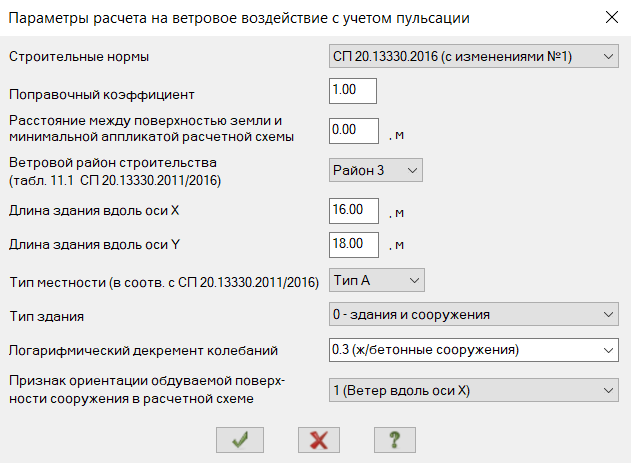 Параметры расчета на ветровое воздействие с учетом пульсации
Строительные нормы СП 20.13330.2016 (с изменениями №1)
Поправочный коэффициент 1.00
Расстояние между поверхностью земли и
минимальной аппликатой расчетной схемы 0.00 , м
Ветровой район строительства
(табл. 11.1 СП 20.13330.2011/2016) Район 3
Длина здания вдоль оси X 16.00 , м
Длина здания вдоль оси Y 18.00 , м
Тип местности (в соотв. с СП 20.13330.2011/2016) Тип А
Тип здания 0 - здания и сооружения
Логарифмический декремент колебаний 0.3 (ж/бетонные сооружения)
Признак ориентации обдуваемой поверх-
ности сооружения в расчетной схеме 1 (Ветер вдоль оси X)
?